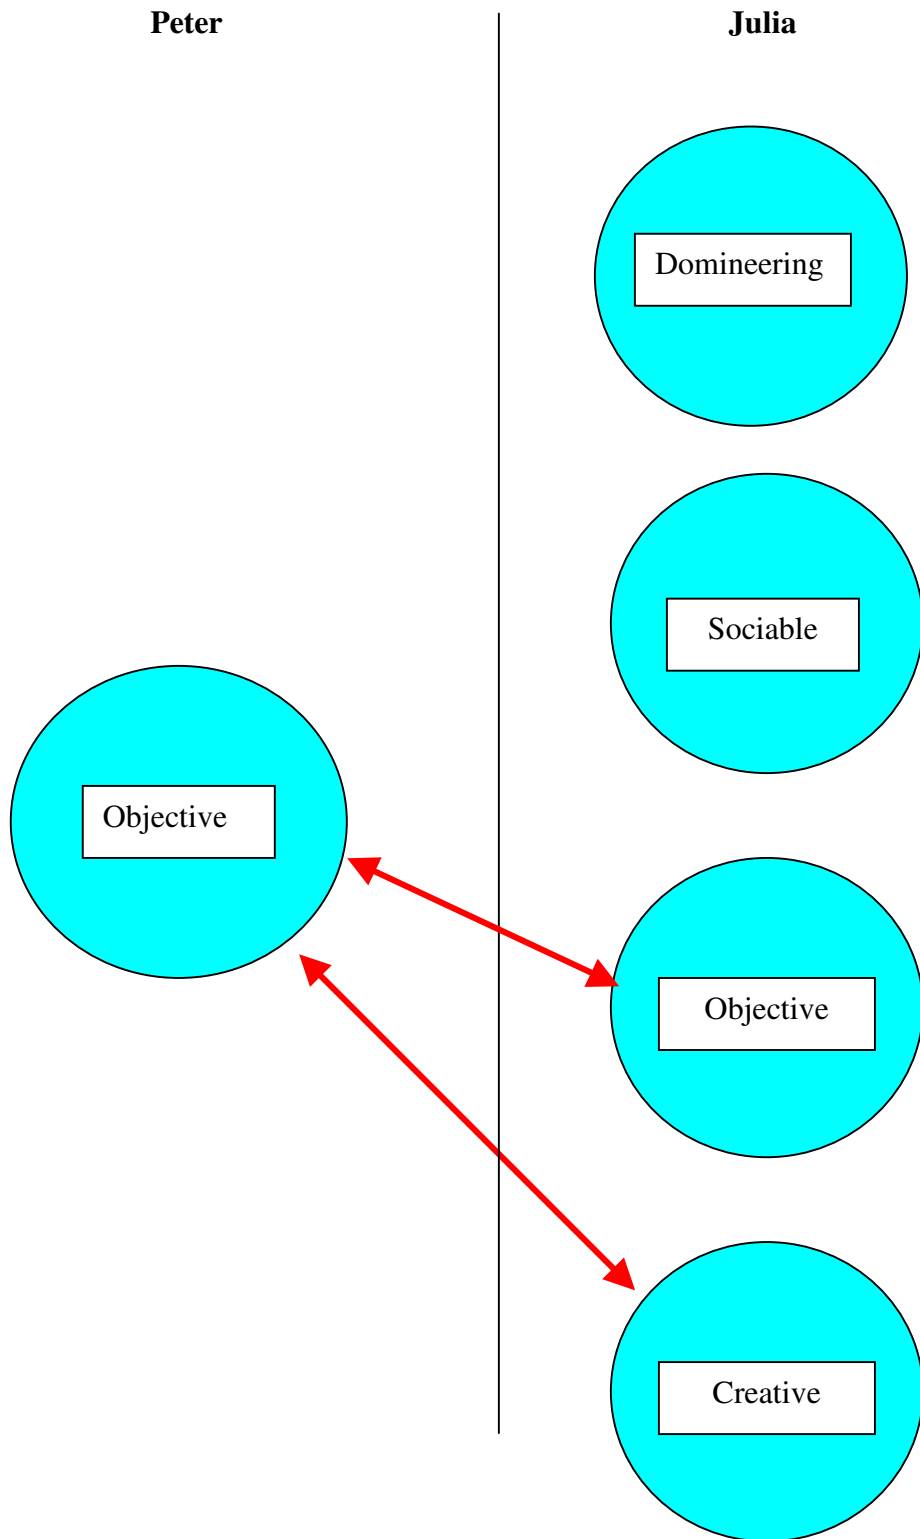 Peter
Julia
Domineering
Sociable
Objective
Objective
Creative